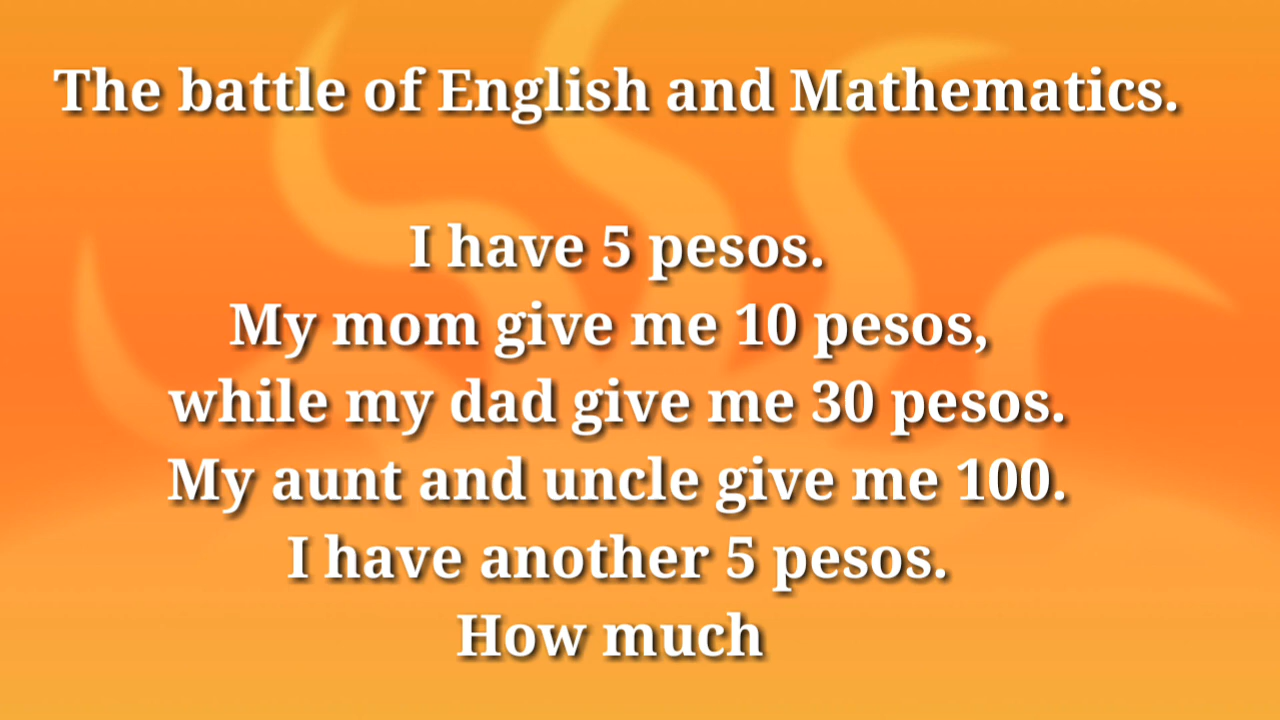 The battle of English and Mathematics.
I have 5 pesos.
My mom give me 10 pesos,
while my dad give me 30 pesos.
My aunt and uncle give me 100.
I have another 5 pesos.
How much